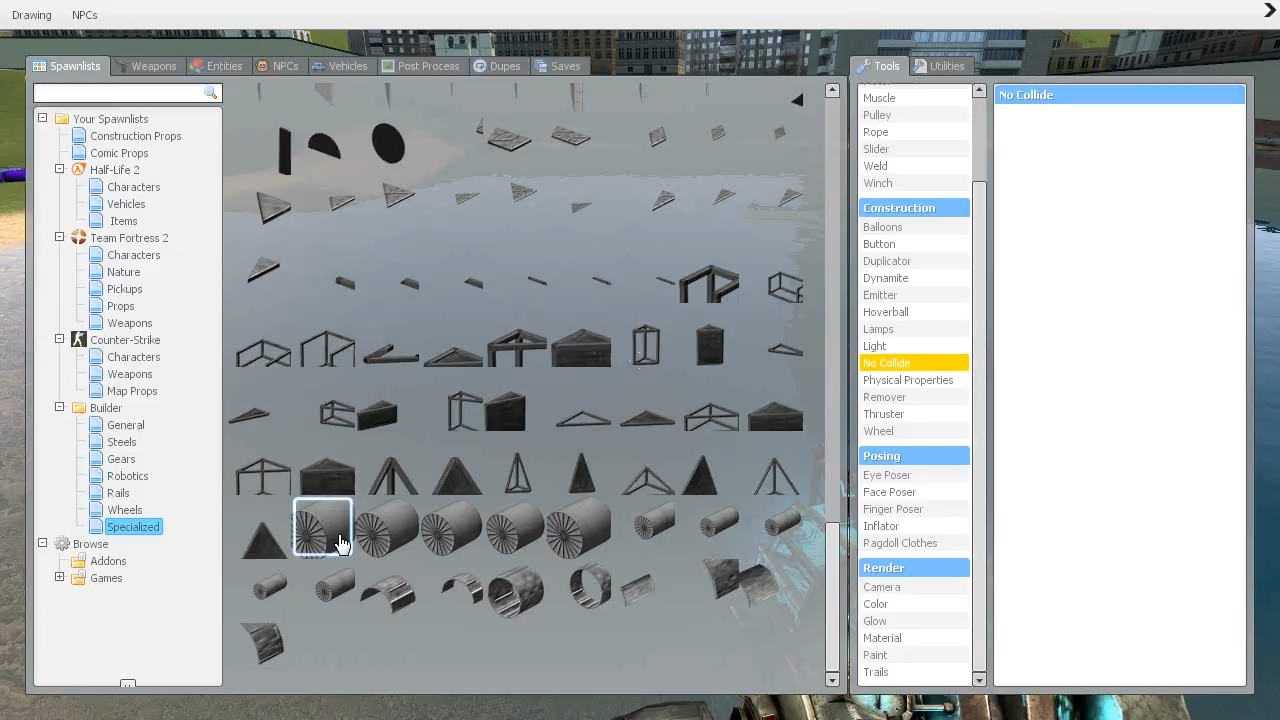 Drawing NPCs
Spawnlists Weapons Entities NPCs Vehicles Post Process Dupes Saves
Tools Utilities
Your Spawnlists
Construction Props
Comic Props
Half-Life 2
Characters
Vehicles
Items
Team Fortress 2
Characters
Nature
Pickups
Props
Weapons
Counter-Strike
Characters
Weapons
Map Props
Builder
General
Steels
Gears
Robotics
Rails
Wheels
Specialized
Browse
Addons
Games
Muscle
Pulley
Rope
Slider
Weld
Winch
Construction
Balloons
Button
Duplicator
Dynamite
Emitter
Hoverball
Lamps
Light
No Collide
Physical Properties
Remover
Thruster
Wheel
Posing
Eye Poser
Face Poser
Finger Poser
Inflator
Ragdoll Clothes
Render
Camera
Color
Glow
Material
Paint
Trails
No Collide